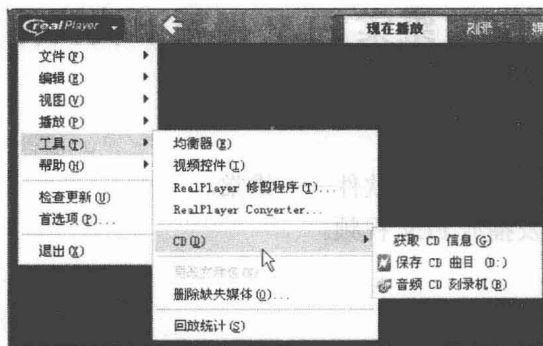 realPlayer
现在播放 刻录
文件(F)
编辑(E)
视图(V)
播放(P)
工具(T)
帮助(H)
检查更新(U)
首选项(P)...
退出(X)
均衡器(E)
视频控件(I)
RealPlayer 修剪程序(T)...
RealPlayer Converter...
CD(D)
删除缺失媒体(O)...
回放统计(S)
获取 CD 信息(G)
保存 CD 曲目 (D:)
音频 CD 刻录机(B)